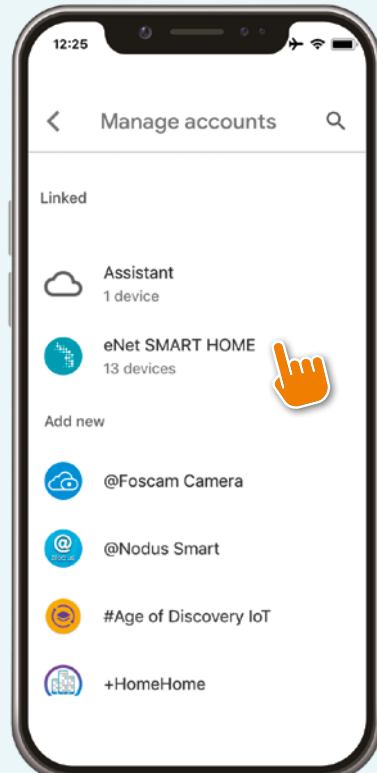 12:25
Manage accounts
Linked
Assistant
1 device
eNet SMART HOME
13 devices
Add new
@Foscam Camera
@
@Nodus Smart
#Age of Discovery IoT
+HomeHome